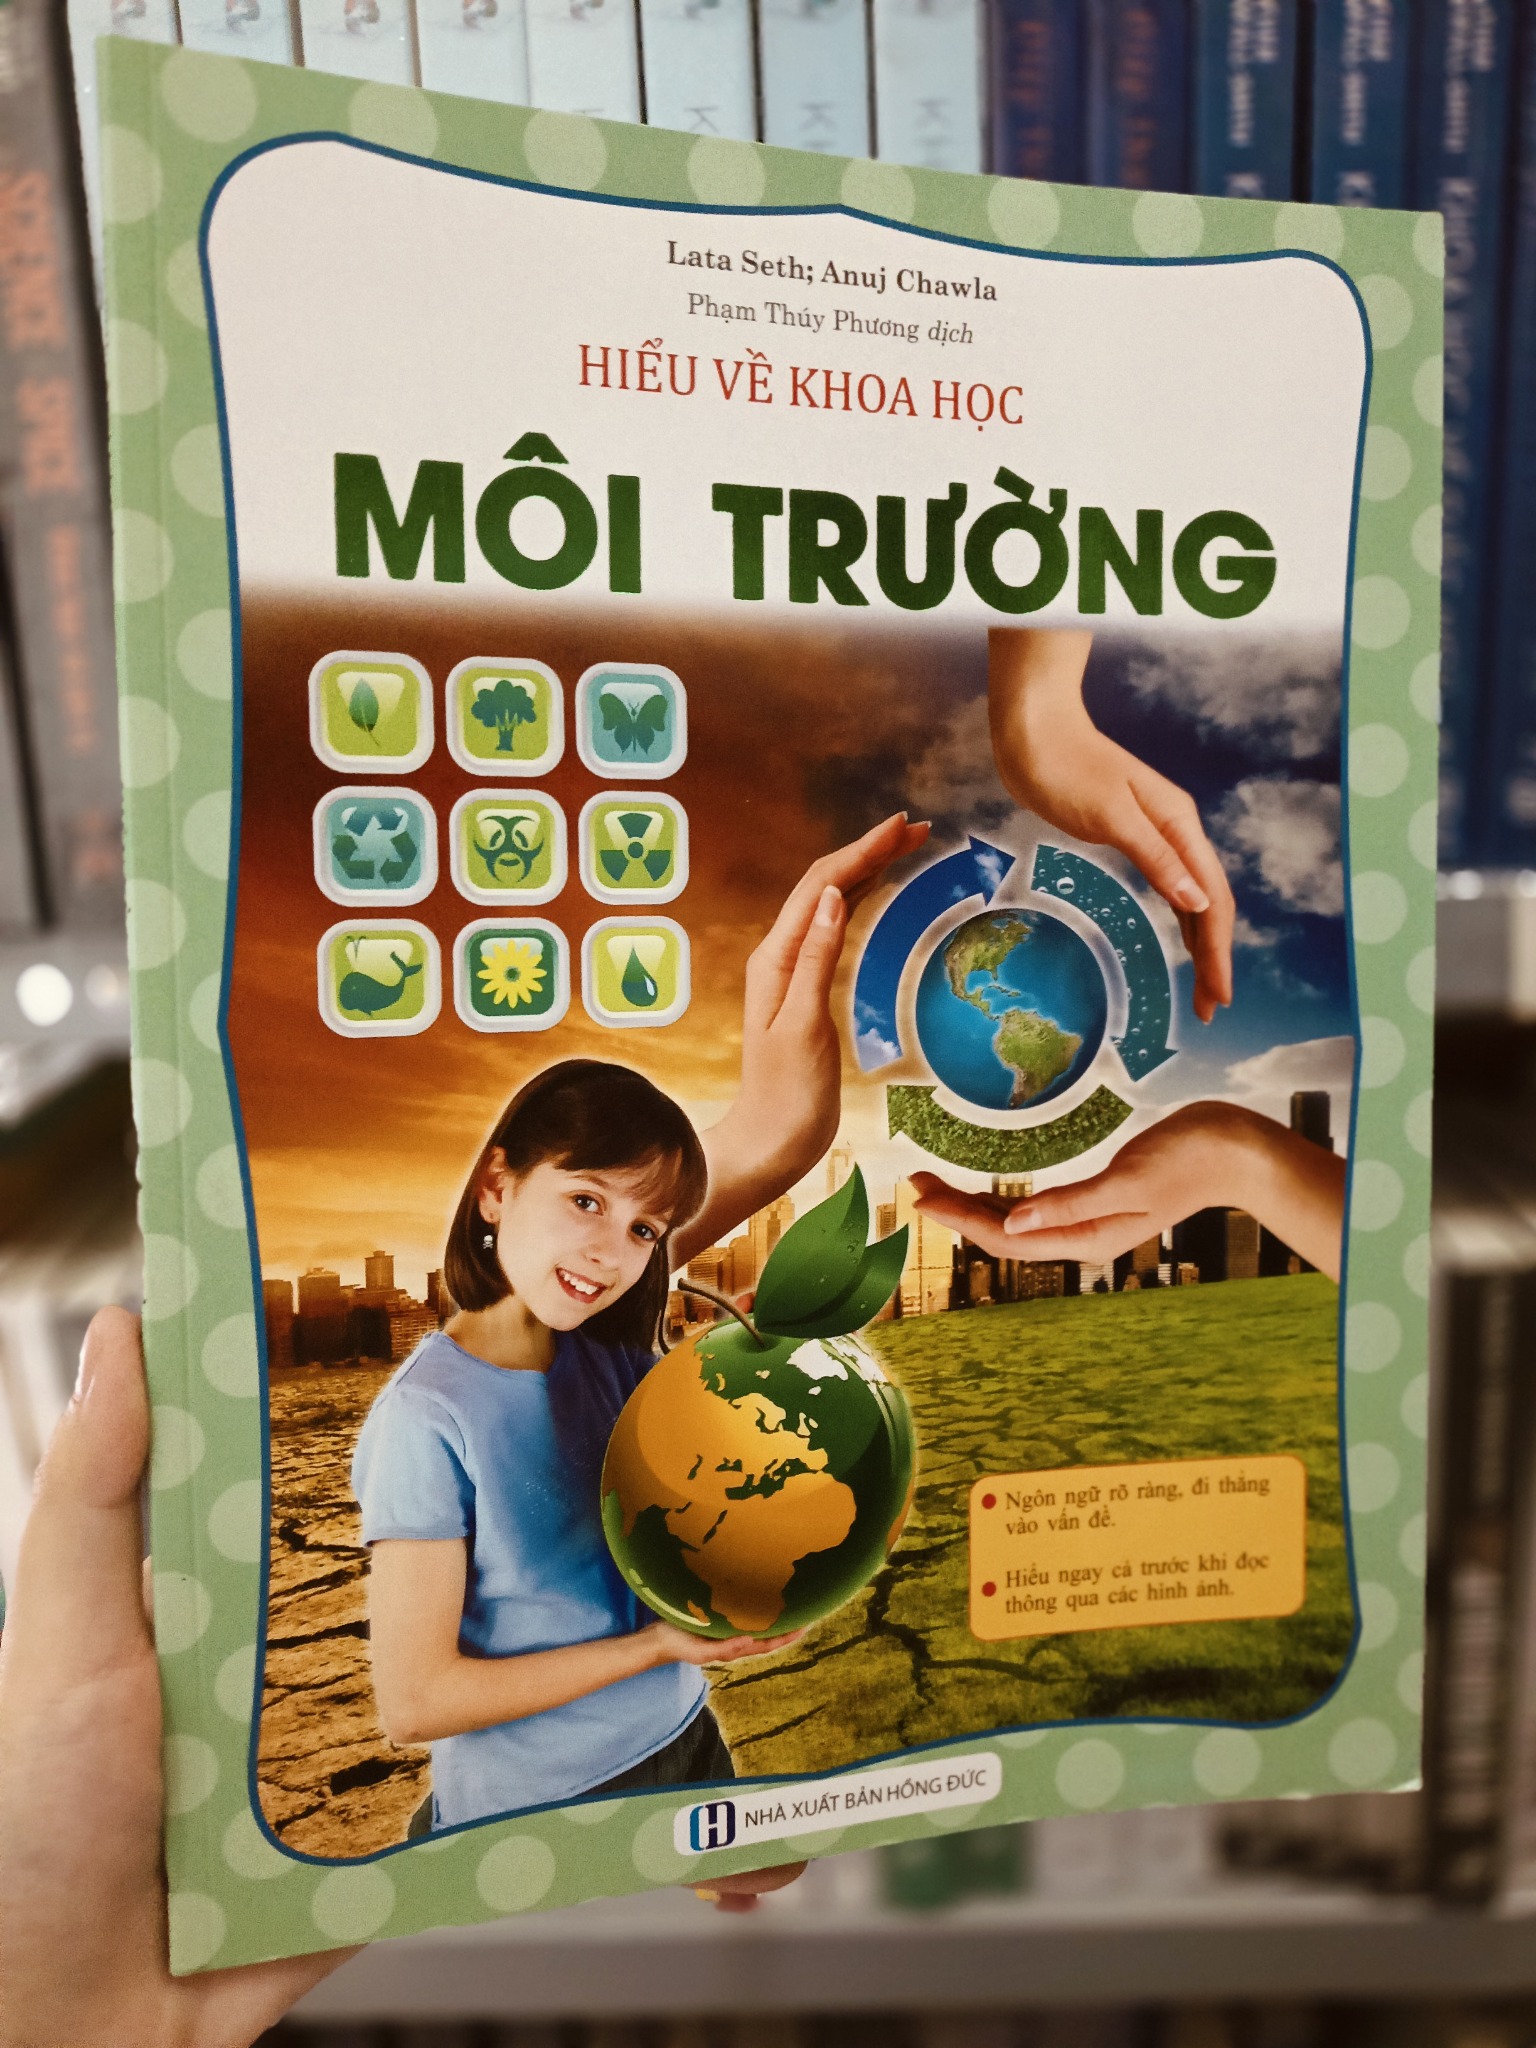 Lata Seth; Anuj Chawla
Phạm Thúy Phương dịch
HIỂU VỀ KHOA HỌC
MÔI TRƯỜNG
• Ngôn ngữ rõ ràng, đi thẳng
vào vấn đề.
• Hiểu ngay cả trước khi đọc
thông qua các hình ảnh.
NHÀ XUẤT BẢN HỒNG ĐỨC
SPENCE